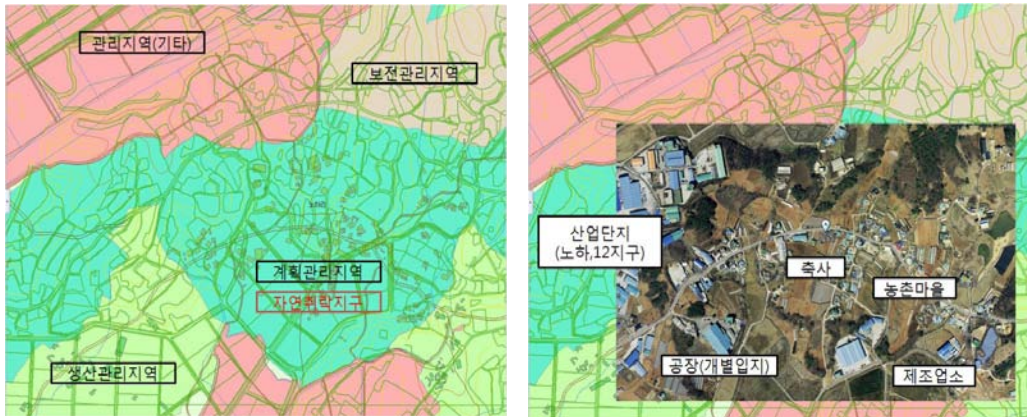 관리지역(기타)
보전관리지역
계획관리지역
자연취락지구
생산관리지역
산업단지
(노하,12지구)
축사
농촌마을
공장(개별입지)
제조업소